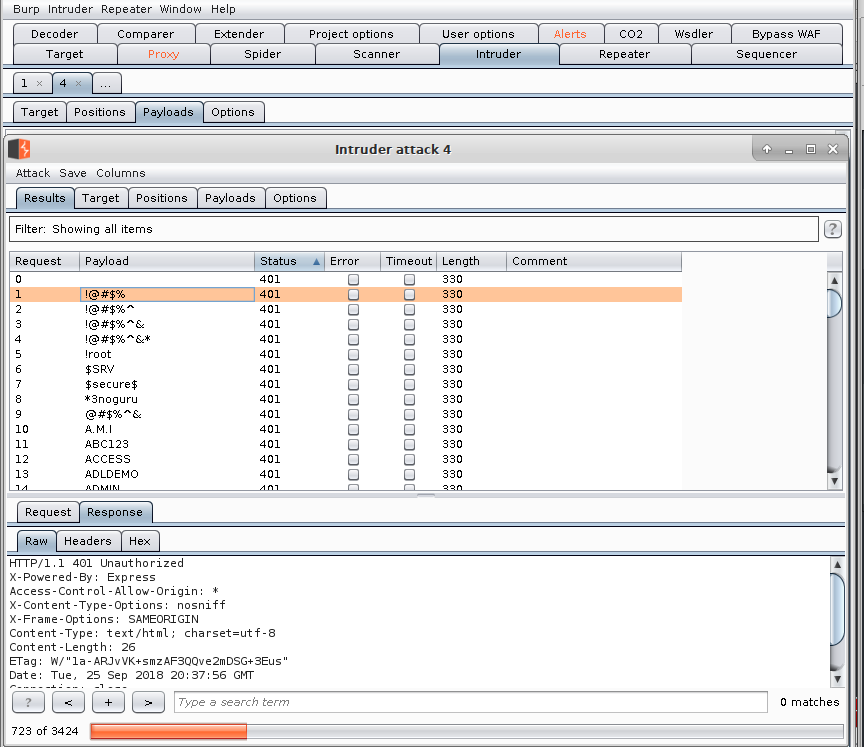 Burp Intruder Repeater Window Help
Decoder Comparer Extender Project options User options Alerts CO2 Wsdler Bypass WAF
Target Proxy Spider Scanner Intruder Repeater Sequencer
1 × 4 × ...
Target Positions Payloads Options
Intruder attack 4
Attack Save Columns
Results Target Positions Payloads Options
Filter: Showing all items ?
Request Payload Status ▲ Error Timeout Length Comment
0 401 330
1 !@#$% 401 330
2 !@#$%^ 401 330
3 !@#$%^& 401 330
4 !@#$%^&* 401 330
5 !root 401 330
6 $SRV 401 330
7 $secure$ 401 330
8 *3noguru 401 330
9 @#$%^& 401 330
10 A.M.I 401 330
11 ABC123 401 330
12 ACCESS 401 330
13 ADLDEMO 401 330
14 ADMIN 401 330
Request Response
Raw Headers Hex
HTTP/1.1 401 Unauthorized
X-Powered-By: Express
Access-Control-Allow-Origin: *
X-Content-Type-Options: nosniff
X-Frame-Options: SAMEORIGIN
Content-Type: text/html; charset=utf-8
Content-Length: 26
ETag: W/"1a-ARJvVK+smzAF3QQve2mDSG+3Eus"
Date: Tue, 25 Sep 2018 20:37:56 GMT
Connection: close
? < + > Type a search term 0 matches
723 of 3424